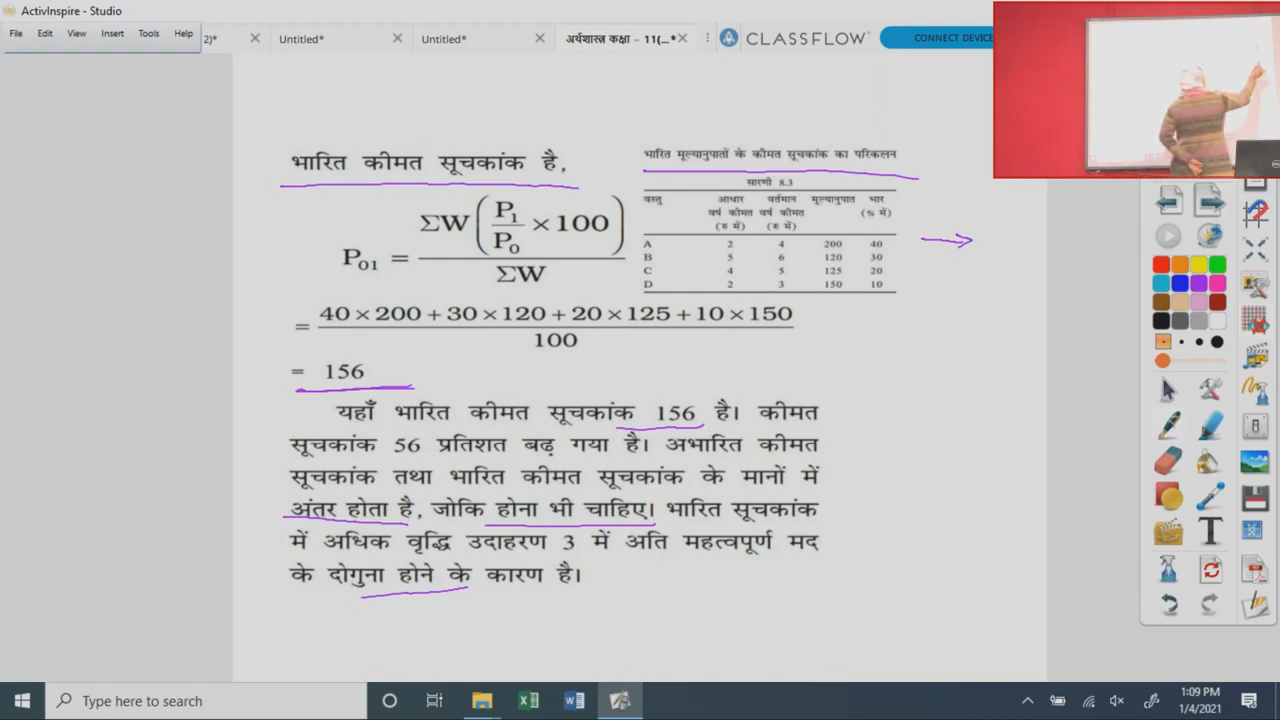 ActivInspire - Studio
File Edit View Insert Tools Help
2)*
Untitled*
Untitled*
अर्थशास्त्र कक्षा – 11(...*
CLASSFLOW
CONNECT DEVICE
भारित कीमत सूचकांक है,
P01 = ΣW(P1/P0 × 100) / ΣW
= 40 × 200 + 30 × 120 + 20 × 125 + 10 × 150 / 100
= 156
भारित मूल्यानुपातों के कीमत सूचकांक का परिकलन
सारणी 8.3
वस्तु आधार वर्तमान मूल्यानुपात भार
वर्ष कीमत वर्ष कीमत (% में)
(रु में) (रु में)
A 2 4 200 40
B 5 6 120 30
C 4 5 125 20
D 2 3 150 10
यहाँ भारित कीमत सूचकांक 156 है। कीमत
सूचकांक 56 प्रतिशत बढ़ गया है। अभारित कीमत
सूचकांक तथा भारित कीमत सूचकांक के मानों में
अंतर होता है, जोकि होना भी चाहिए। भारित सूचकांक
में अधिक वृद्धि उदाहरण 3 में अति महत्वपूर्ण मद
के दोगुना होने के कारण है।
Type here to search
1:09 PM
1/4/2021